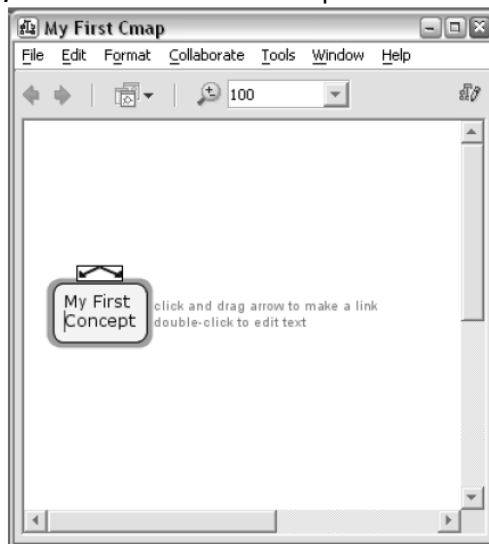 My First Cmap
File Edit Format Collaborate Tools Window Help
100
My First
Concept
click and drag arrow to make a link
double-click to edit text